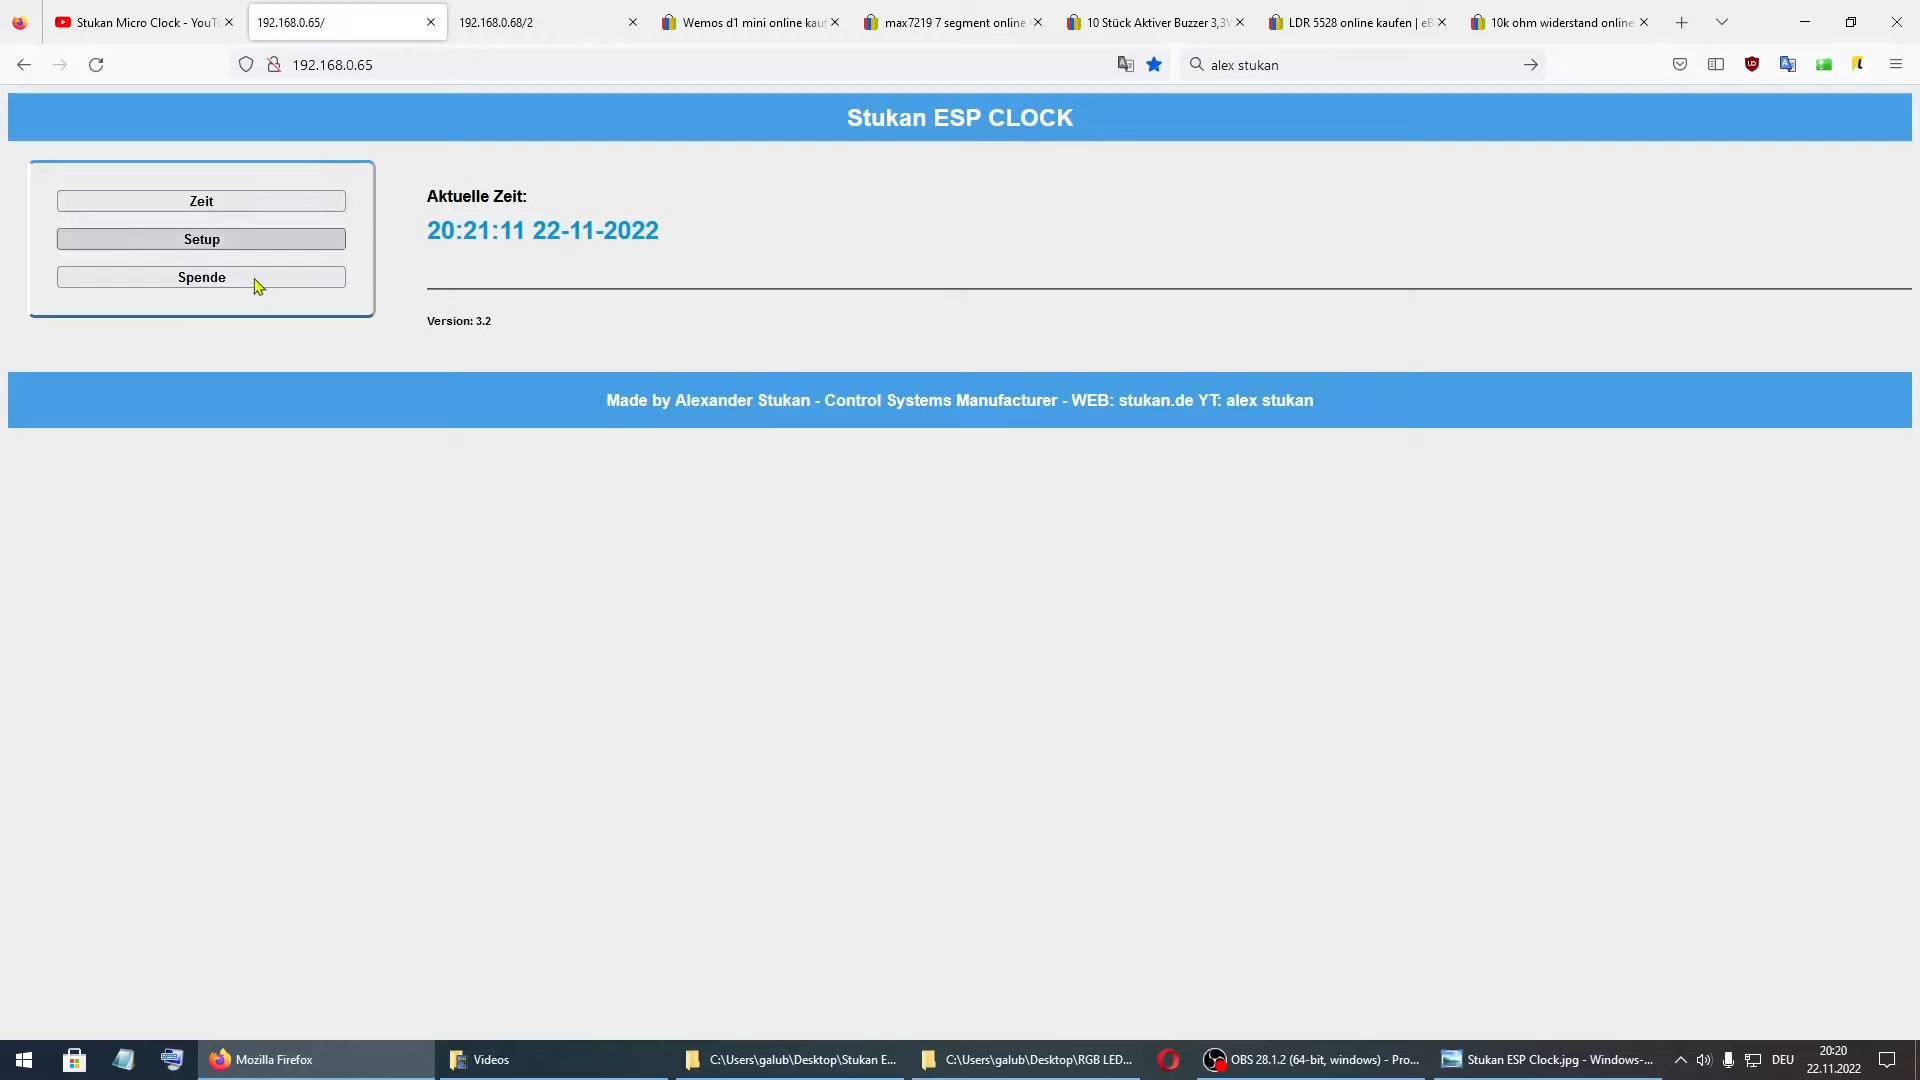 Stukan Micro Clock - YouTu
192.168.0.65/
192.168.0.68/2
Wemos d1 mini online kau
max7219 7 segment online
10 Stück Aktiver Buzzer 3,3V
LDR 5528 online kaufen | eB
10k ohm widerstand online
192.168.0.65
alex stukan
Stukan ESP CLOCK
Zeit
Setup
Spende
Aktuelle Zeit:
20:21:11 22-11-2022
Version: 3.2
Made by Alexander Stukan - Control Systems Manufacturer - WEB: stukan.de YT: alex stukan
Mozilla Firefox
Videos
C:\Users\galub\Desktop\Stukan E...
C:\Users\galub\Desktop\RGB LED...
OBS 28.1.2 (64-bit, windows) - Pro...
Stukan ESP Clock.jpg - Windows-...
DEU
20:20
22.11.2022